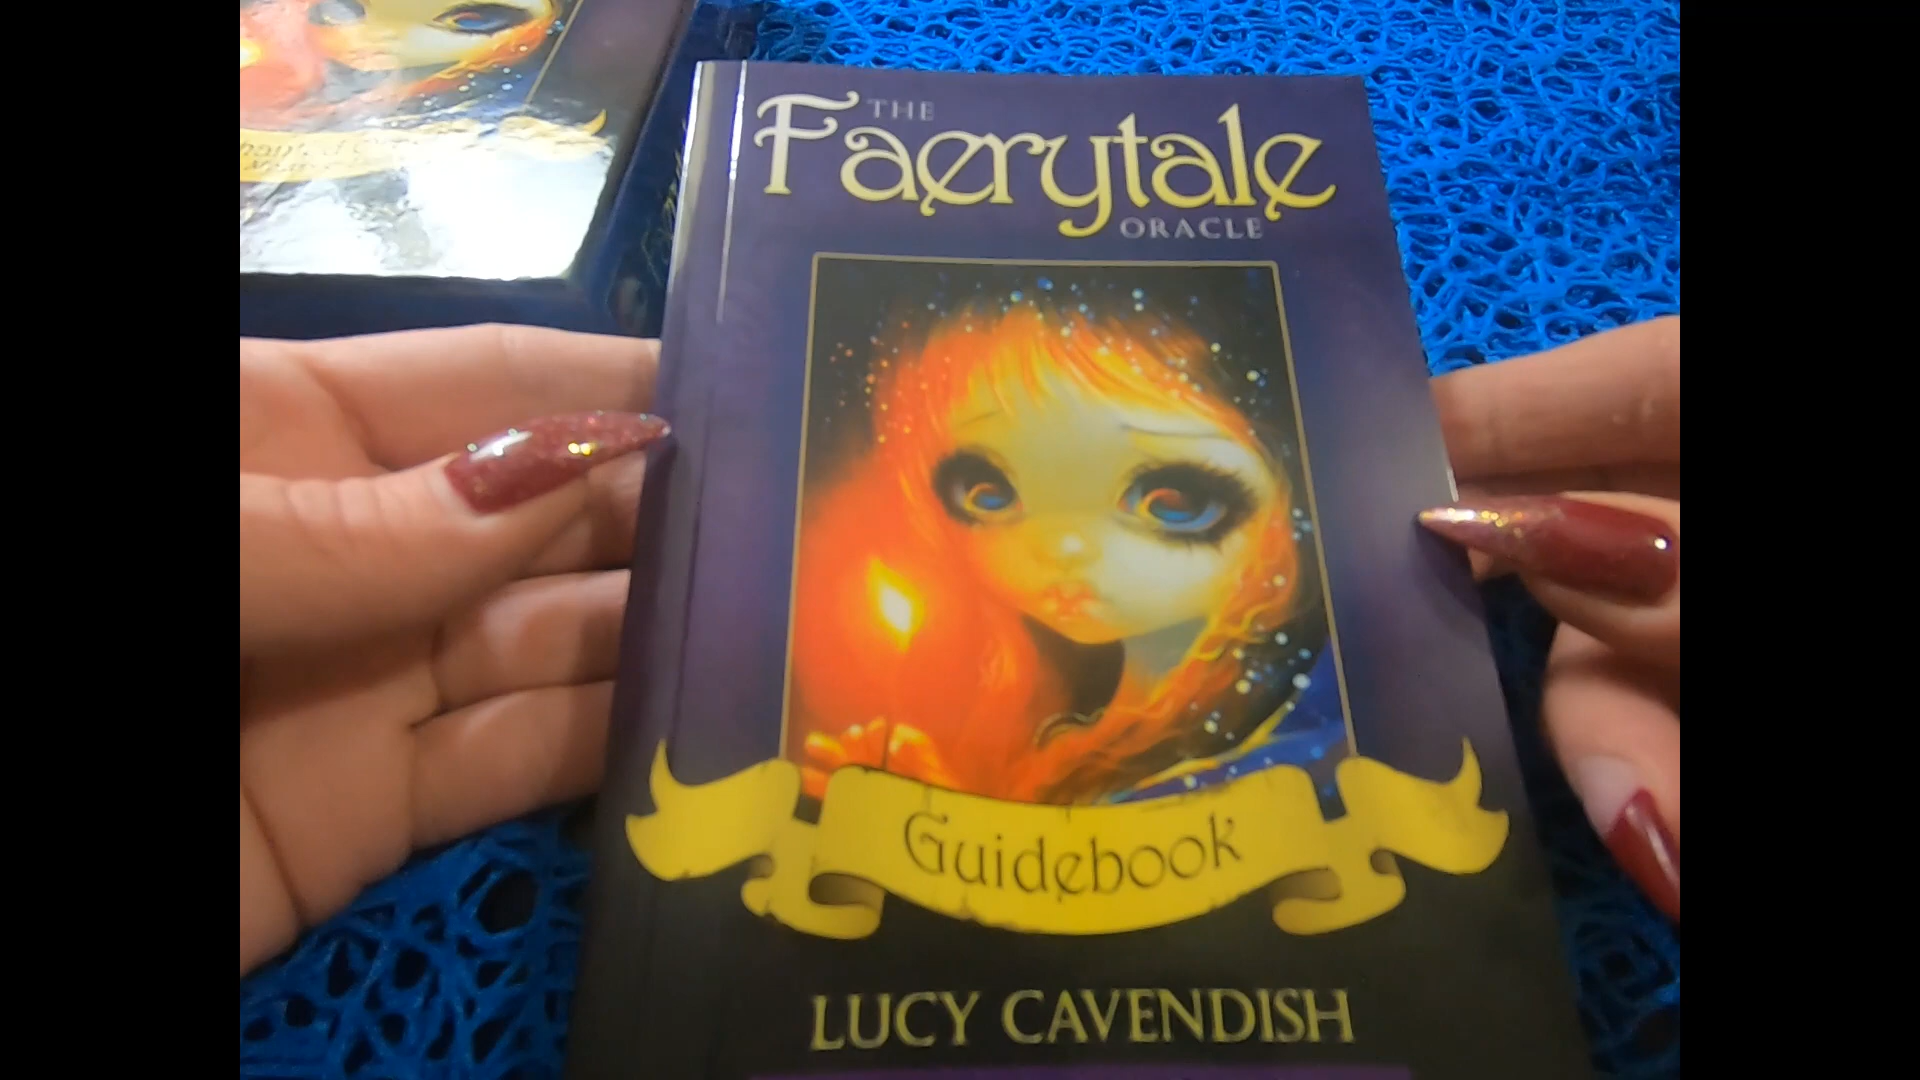 THE
Faerytale
ORACLE
Guidebook
LUCY CAVENDISH